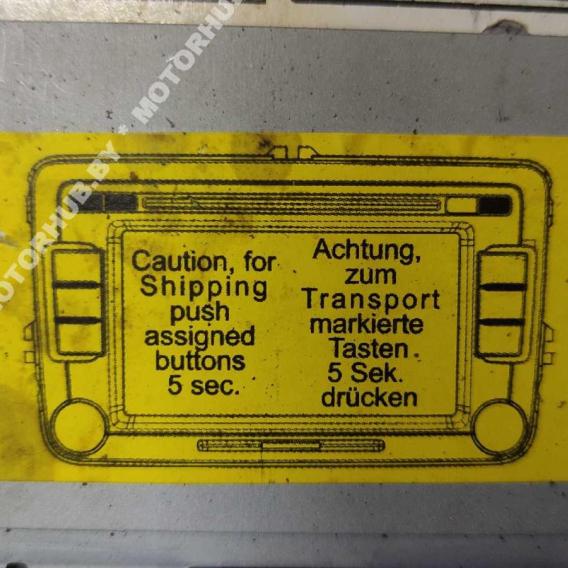 MOTORHUB.BY * MOTORHUB.BY
Caution, for
Shipping
push
assigned
buttons
5 sec.
Achtung,
zum
Transport
markierte
Tasten
5 Sek.
drücken